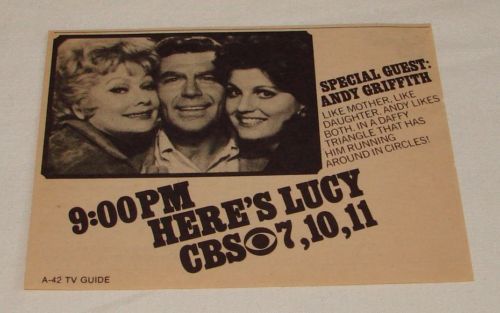 SPECIAL GUEST:
ANDY GRIFFITH
LIKE MOTHER, LIKE
DAUGHTER. ANDY LIKES
BOTH. IN A DAFFY
TRIANGLE THAT HAS
HIM RUNNING
AROUND IN CIRCLES!
9:00PM
HERE'S LUCY
CBS 7,10,11
A-42 TV GUIDE